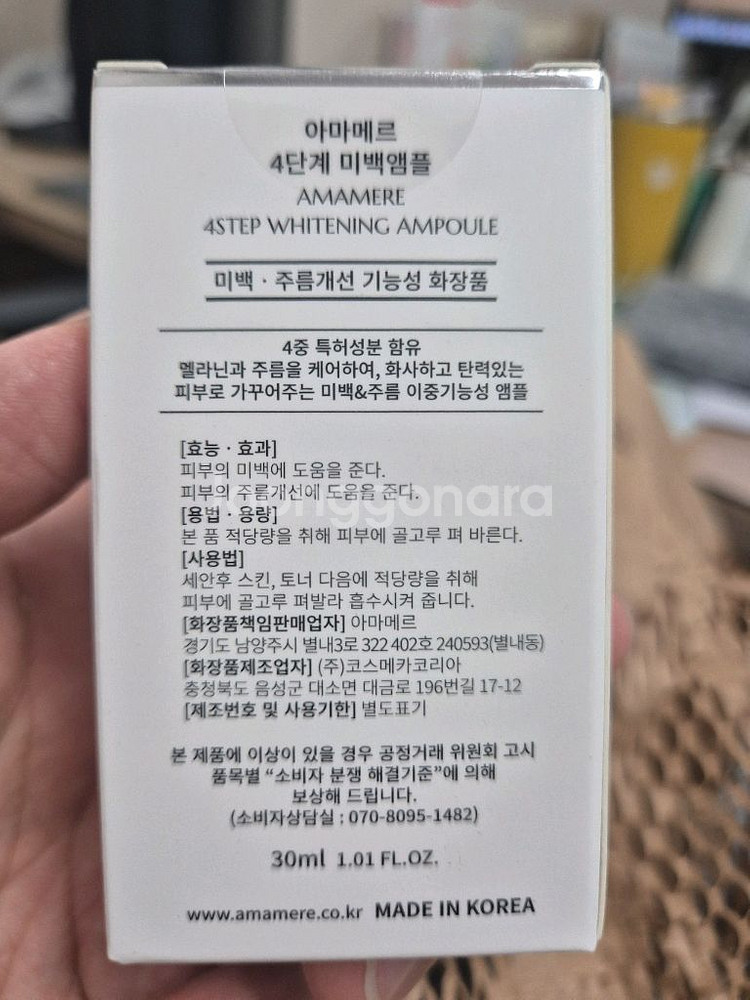 아마메르
4단계 미백앰플
AMAMERE
4STEP WHITENING AMPOULE
미백 · 주름개선 기능성 화장품
4중 특허성분 함유
멜라닌과 주름을 케어하여, 화사하고 탄력있는
피부로 가꾸어주는 미백&주름 이중기능성 앰플
[효능 · 효과]
피부의 미백에 도움을 준다.
피부의 주름개선에 도움을 준다.
joonggonara
[용법 · 용량]
본 품 적당량을 취해 피부에 골고루 펴 바른다.
[사용법]
세안후 스킨, 토너 다음에 적당량을 취해
피부에 골고루 펴발라 흡수시켜 줍니다.
[화장품책임판매업자] 아마메르
경기도 남양주시 별내3로 322 402호 240593(별내동)
[화장품제조업자] (주)코스메카코리아
충청북도 음성군 대소면 대금로 196번길 17-12
[제조번호 및 사용기한] 별도표기
본 제품에 이상이 있을 경우 공정거래 위원회 고시
품목별 “소비자 분쟁 해결기준”에 의해
보상해 드립니다.
(소비자상담실 : 070-8095-1482)
30ml 1.01 FL.OZ.
www.amamere.co.kr MADE IN KOREA